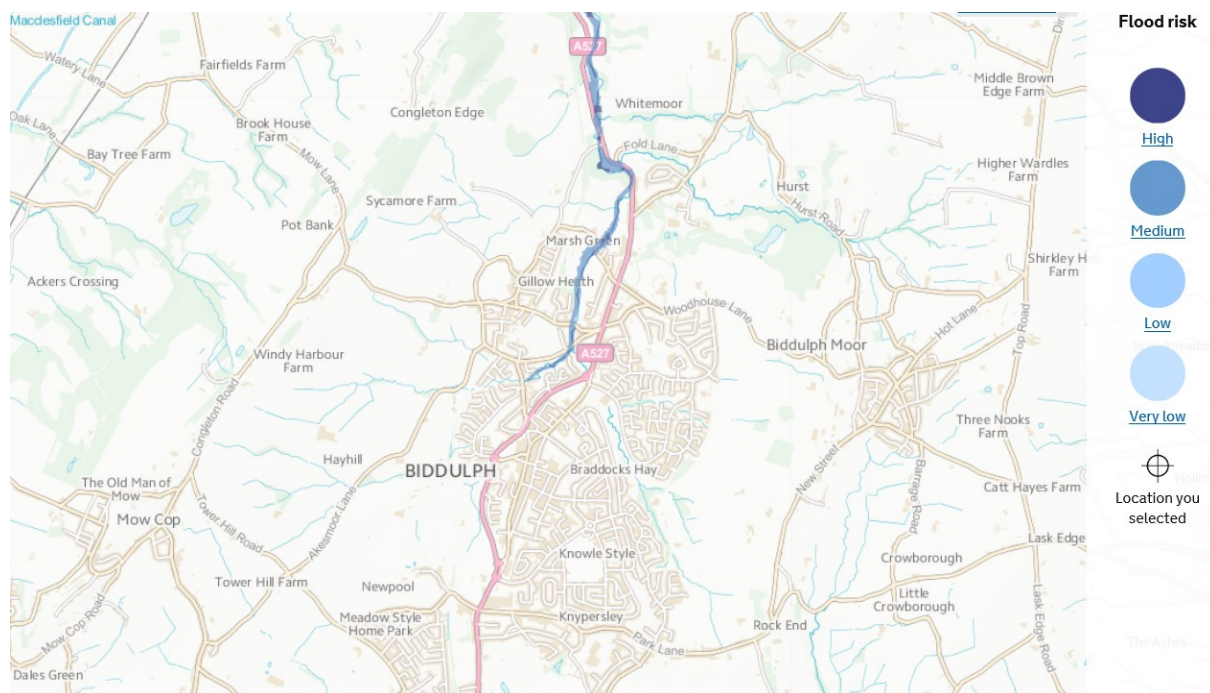 Macclesfield Canal
A527
Flood risk
Watery Lane
Fairfields Farm
Middle Brown
Edge Farm
Whitemoor
Congleton Edge
Oak Lane
Brook House
Farm
High
Fold Lane
Bay Tree Farm
Mow Lane
Higher Wardles
Farm
Hurst
Sycamore Farm
Hurst Road
Pot Bank
Medium
Marsh Green
Shirkley H
Farm
Ackers Crossing
Gillow Heath
Woodhouse Lane
Hot Lane
Low
Top Road
Biddulph Moor
A527
Windy Harbour
Farm
Congleton Road
Very low
Three Nooks
Farm
Hayhill
BIDDULPH
Braddocks Hay
New Street
Barrage Road
Catt Hayes Farm
The Old Man of
Mow
Mow Cop
Location you
selected
Tower Hill Road
Akesmoor Lane
Lask Edge
Knowle Style
Crowborough
Tower Hill Farm
Newpool
Little
Crowborough
Mow Cop Road
Meadow Style
Home Park
Knypersley
Rock End
Lask Edge Road
Park Lane
The Ashes
Dales Green